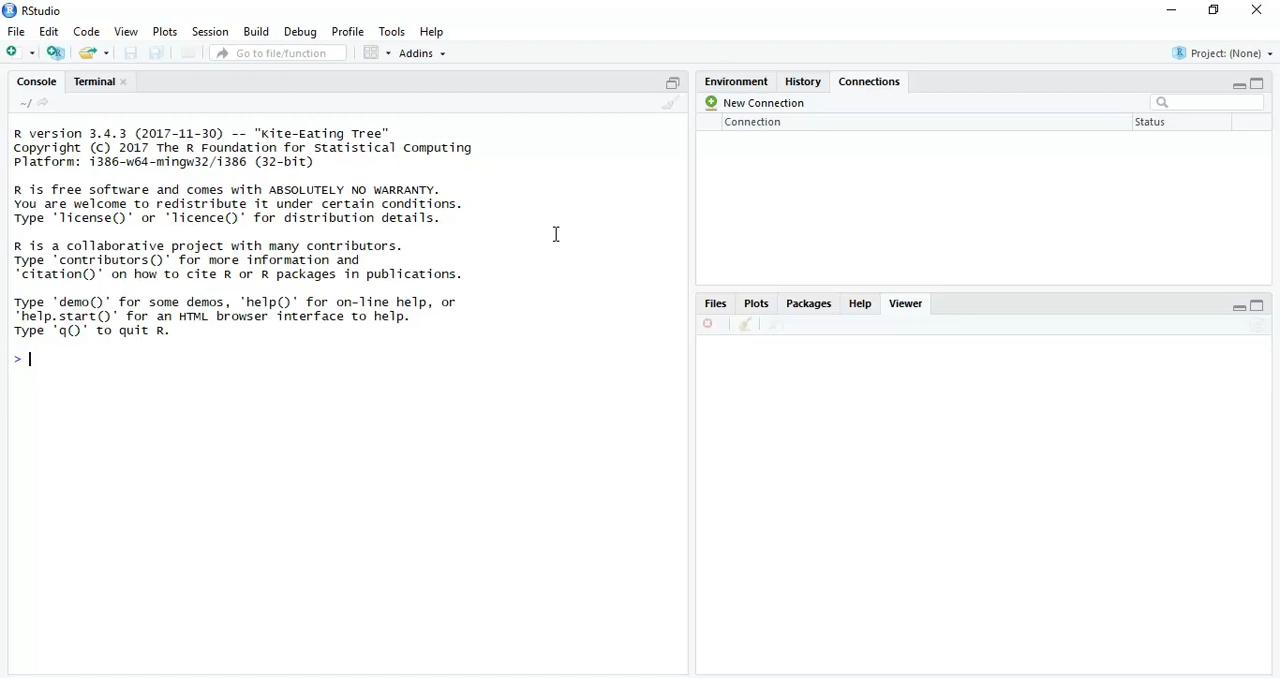 RStudio
File Edit Code View Plots Session Build Debug Profile Tools Help
Go to file/function Addins Project: (None)
Console Terminal
~/
R version 3.4.3 (2017-11-30) -- "Kite-Eating Tree"
Copyright (C) 2017 The R Foundation for Statistical Computing
Platform: i386-w64-mingw32/i386 (32-bit)
R is free software and comes with ABSOLUTELY NO WARRANTY.
You are welcome to redistribute it under certain conditions.
Type 'license()' or 'licence()' for distribution details.
R is a collaborative project with many contributors.
Type 'contributors()' for more information and
'citation()' on how to cite R or R packages in publications.
Type 'demo()' for some demos, 'help()' for on-line help, or
'help.start()' for an HTML browser interface to help.
Type 'q()' to quit R.
>
Environment History Connections
New Connection
Connection Status
Files Plots Packages Help Viewer